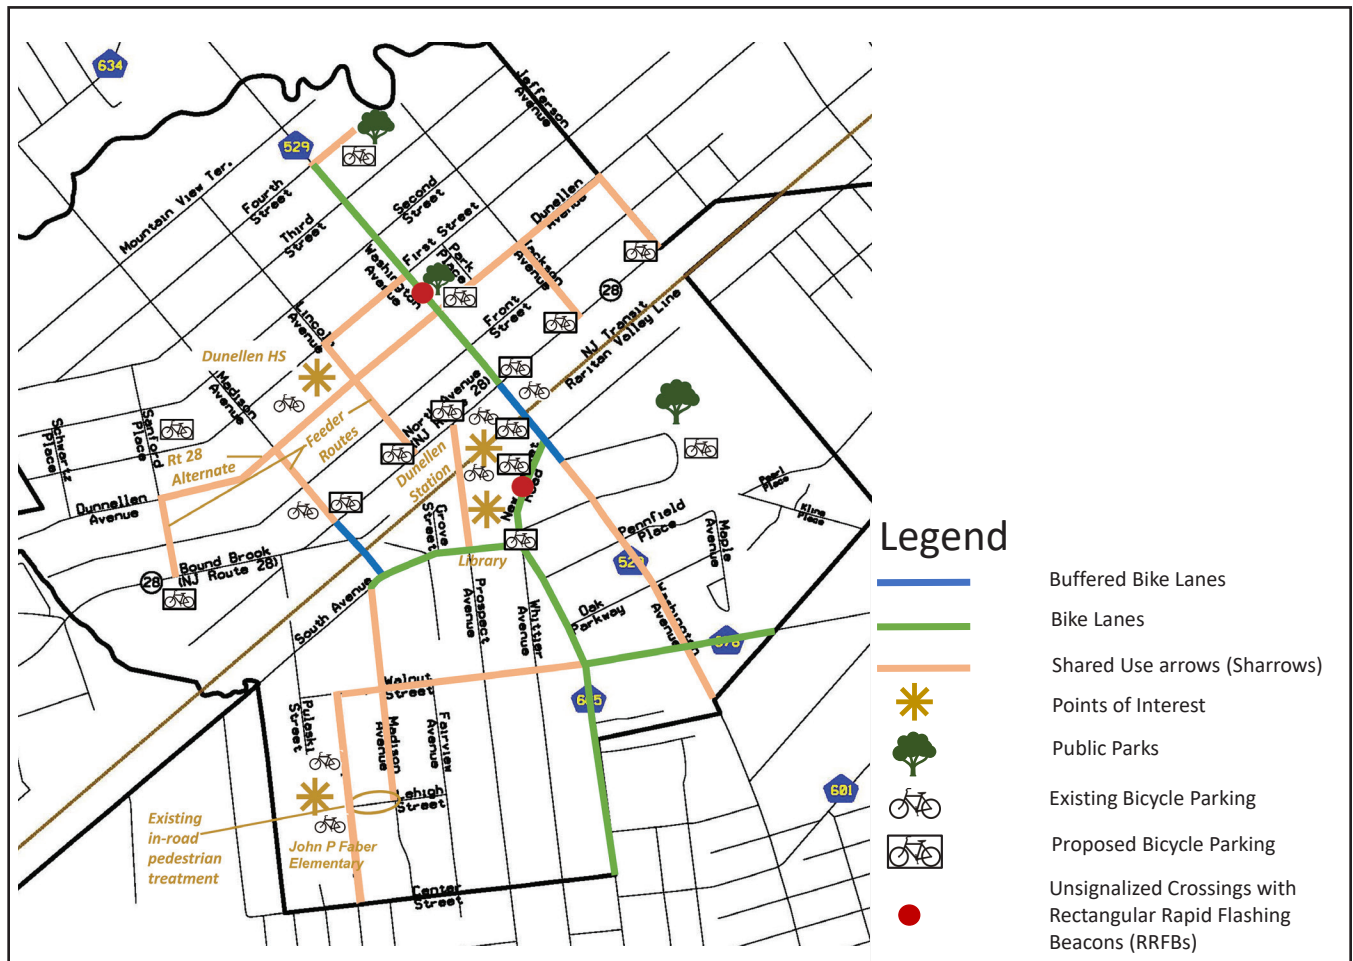 634
Jefferson
Avenue
529
Mountain View Ter.
Fourth
Street
Third
Street
Second
Street
First Street
Park
Place
Dunellen
Avenue
Jackson
Avenue
Washington
Avenue
28
Front
Street
NJ Transit
Raritan Valley Line
Lincoln
Avenue
Dunellen HS
Madison
Avenue
North Avenue
(NJ Route 28)
Schwartz
Place
Sanford
Place
Rt 28
Alternate
Feeder
Routes
Dunellen
Station
Dunnellen
Avenue
New
Street
Road
Pearl
Place
Kline
Place
Grove
Street
Pennfield
Place
Maple
Avenue
Bound Brook
(NJ Route 28)
28
Library
529
South Avenue
Prospect
Avenue
Whittier
Avenue
Oak
Parkway
Washington
Avenue
Walnut
Street
Pulaski
Street
Madison
Avenue
Fairview
Avenue
Lehigh
Street
601
Existing
in-road
pedestrian
treatment
John P Faber
Elementary
Center
Street
Legend
Buffered Bike Lanes
Bike Lanes
Shared Use arrows (Sharrows)
Points of Interest
Public Parks
Existing Bicycle Parking
Proposed Bicycle Parking
Unsignalized Crossings with
Rectangular Rapid Flashing
Beacons (RRFBs)